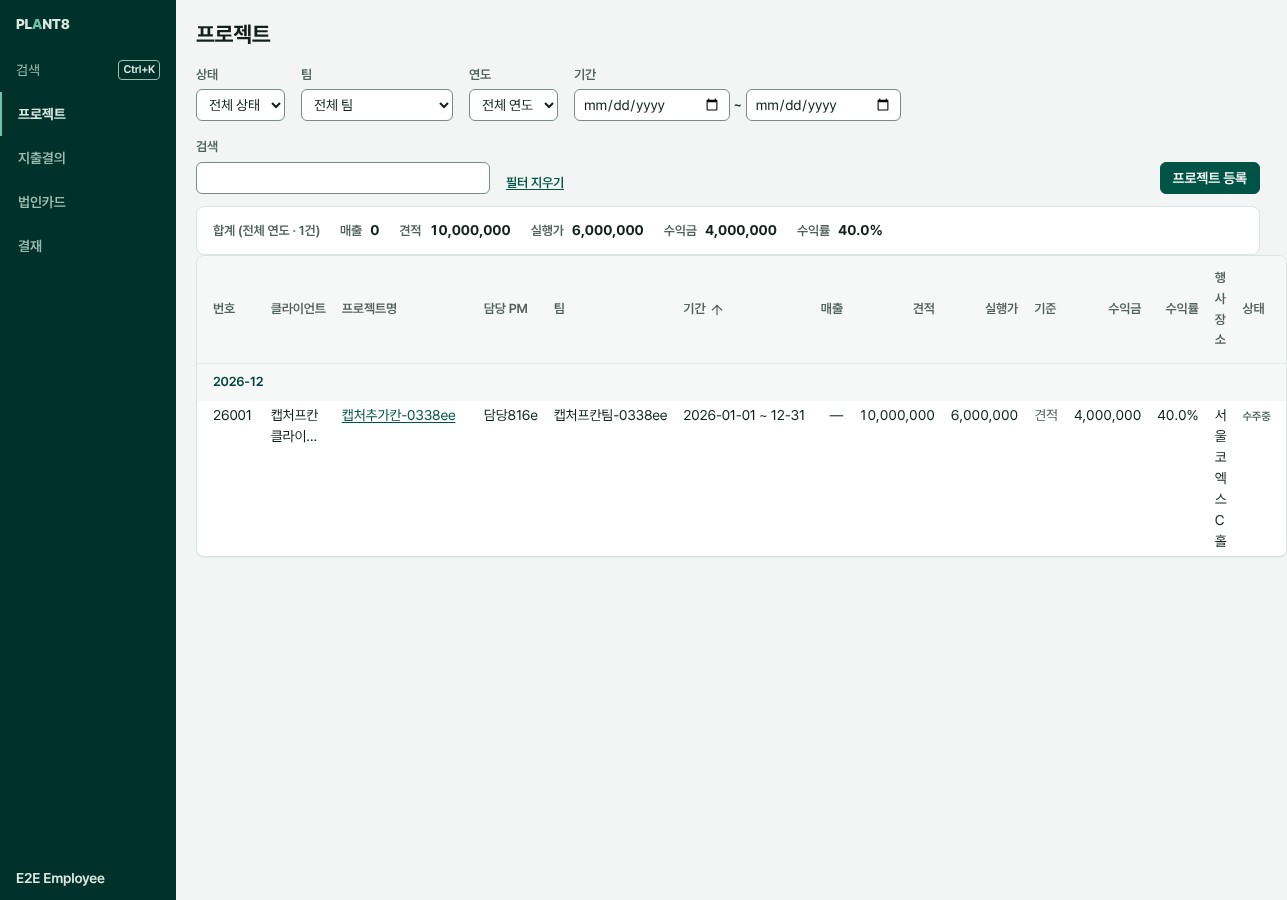 PLANT8
검색 Ctrl+K
프로젝트
지출결의
법인카드
결재
E2E Employee
프로젝트
상태 팀 연도 기간
전체 상태 전체 팀 전체 연도 mm/dd/yyyy ~ mm/dd/yyyy
검색
필터 지우기 프로젝트 등록
합계 (전체 연도 · 1건) 매출 0 견적 10,000,000 실행가 6,000,000 수익금 4,000,000 수익률 40.0%
번호 클라이언트 프로젝트명 담당 PM 팀 기간 ↑ 매출 견적 실행가 기준 수익금 수익률 행사장소 상태
2026-12
26001 캡처프칸 클라이... 캡처추가칸-0338ee 담당816e 캡처프칸팀-0338ee 2026-01-01 ~ 12-31 — 10,000,000 6,000,000 견적 4,000,000 40.0% 서울코엑스C홀 수주중